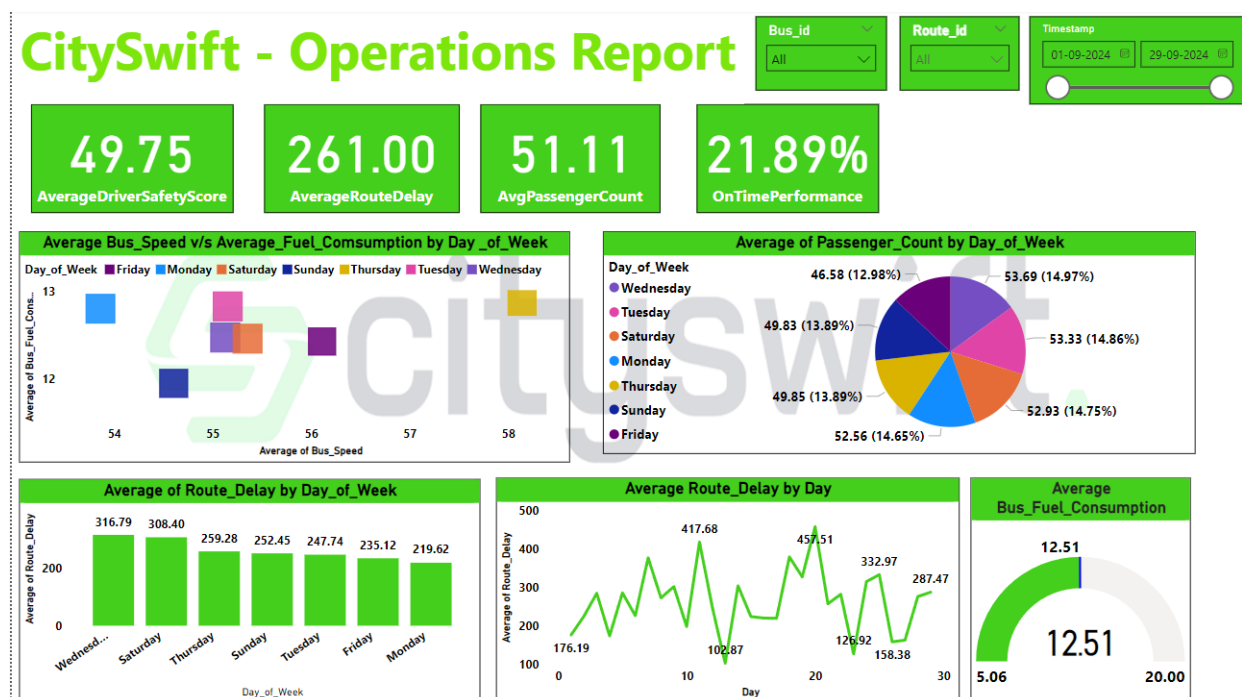 CitySwift - Operations Report
Bus_id
All
Route_id
All
Timestamp
01-09-2024
29-09-2024
49.75
AverageDriverSafetyScore
261.00
AverageRouteDelay
51.11
AvgPassengerCount
21.89%
OnTimePerformance
Average Bus_Speed v/s Average_Fuel_Comsumption by Day _of_Week
Day_of_Week Friday Monday Saturday Sunday Thursday Tuesday Wednesday
Average of Bus_Fuel_Cons...
13
12
54 55 56 57 58
Average of Bus_Speed
Average of Passenger_Count by Day_of_Week
Day_of_Week
Wednesday
Tuesday
Saturday
Monday
Thursday
Sunday
Friday
46.58 (12.98%)
53.69 (14.97%)
49.83 (13.89%)
53.33 (14.86%)
49.85 (13.89%)
52.93 (14.75%)
52.56 (14.65%)
cityswift.
Average of Route_Delay by Day_of_Week
Average of Route_Delay
200
0
316.79 308.40 259.28 252.45 247.74 235.12 219.62
Wednesd... Saturday Thursday Sunday Tuesday Friday Monday
Day_of_Week
Average Route_Delay by Day
Average of Route_Delay
500
400
300
200
100
176.19
417.68
102.87
457.51
126.92
332.97
158.38
287.47
0 10 20 30
Day
Average
Bus_Fuel_Consumption
12.51
12.51
5.06 20.00